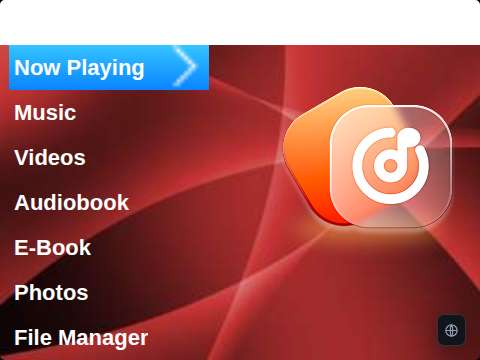 Now Playing
Music
Videos
Audiobook
E-Book
Photos
File Manager